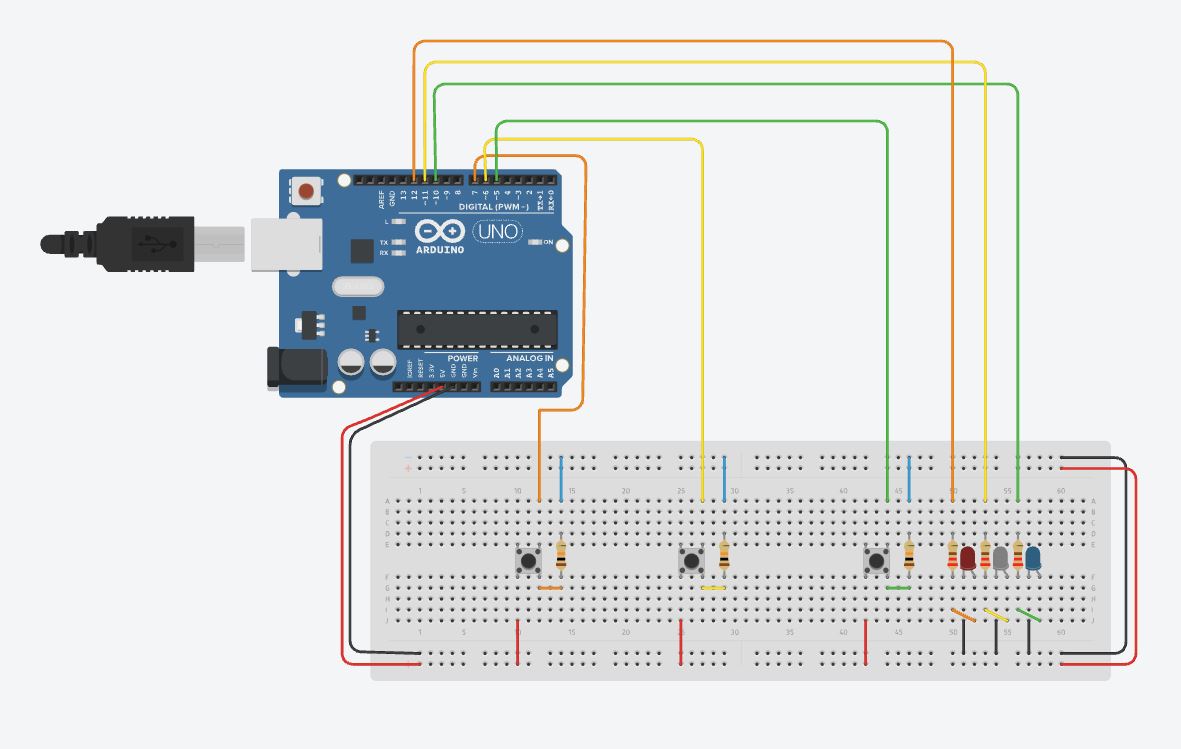 AREF
GND
13
12
~11
~10
~9
8
7
~6
~5
4
~3
2
TX→1
RX←0
DIGITAL (PWM~)
L
TX
RX
ARDUINO
UNO
ON
POWER
ANALOG IN
IOREF
RESET
3.3V
5V
GND
GND
Vin
A0
A1
A2
A3
A4
A5
1 5 10 15 20 25 30 35 40 45 50 55 60
A A
B B
C C
D D
E E
F F
G G
H H
I I
J J
1 5 10 15 20 25 30 35 40 45 50 55 60